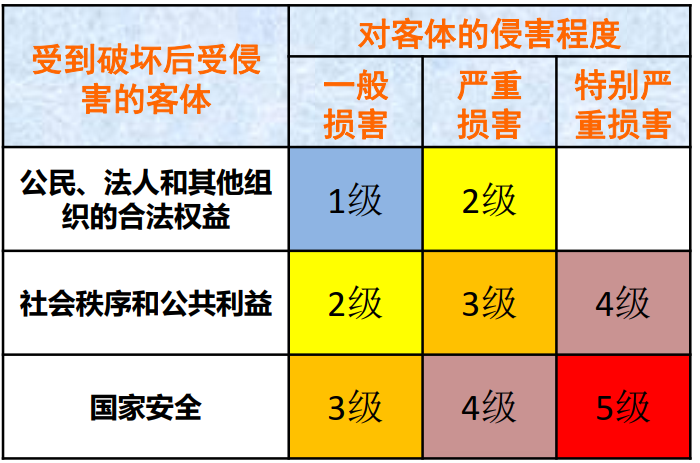 受到破坏后受侵
害的客体
对客体的侵害程度
一般
损害
严重
损害
特别严
重损害
公民、法人和其他组
织的合法权益
1级
2级
社会秩序和公共利益
2级
3级
4级
国家安全
3级
4级
5级